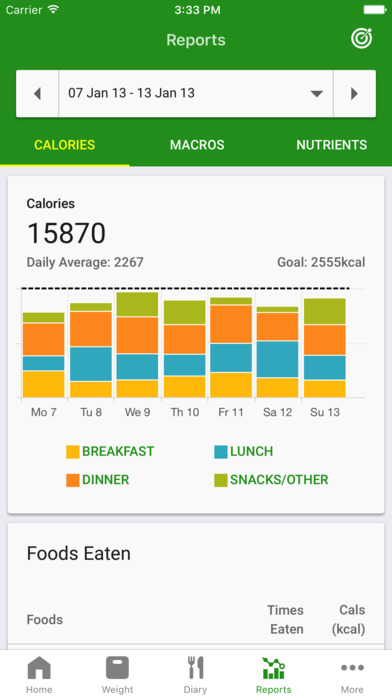 Carrier 3:33 PM
Reports
07 Jan 13 - 13 Jan 13
CALORIES MACROS NUTRIENTS
Calories
15870
Daily Average: 2267 Goal: 2555kcal
Mo 7 Tu 8 We 9 Th 10 Fr 11 Sa 12 Su 13
BREAKFAST LUNCH
DINNER SNACKS/OTHER
Foods Eaten
Foods Times Eaten Cals (kcal)
Home Weight Diary Reports More